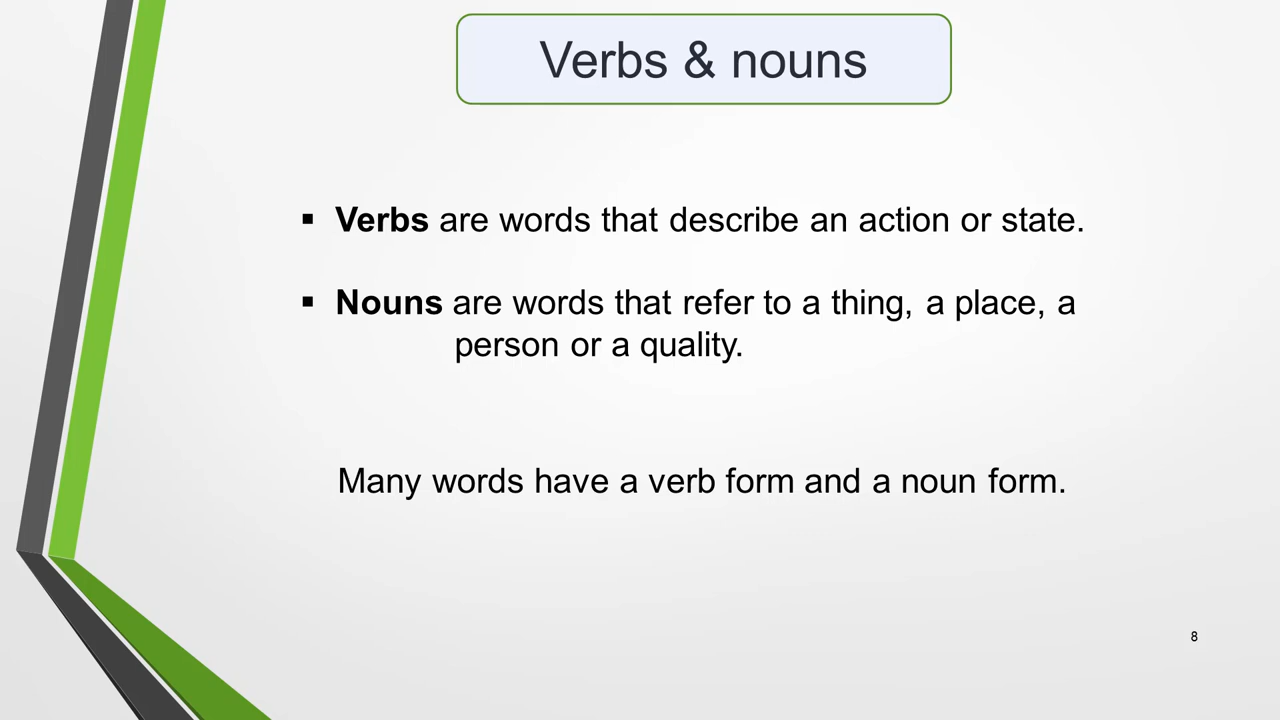 Verbs & nouns
▪ Verbs are words that describe an action or state.
▪ Nouns are words that refer to a thing, a place, a
person or a quality.
Many words have a verb form and a noun form.
8